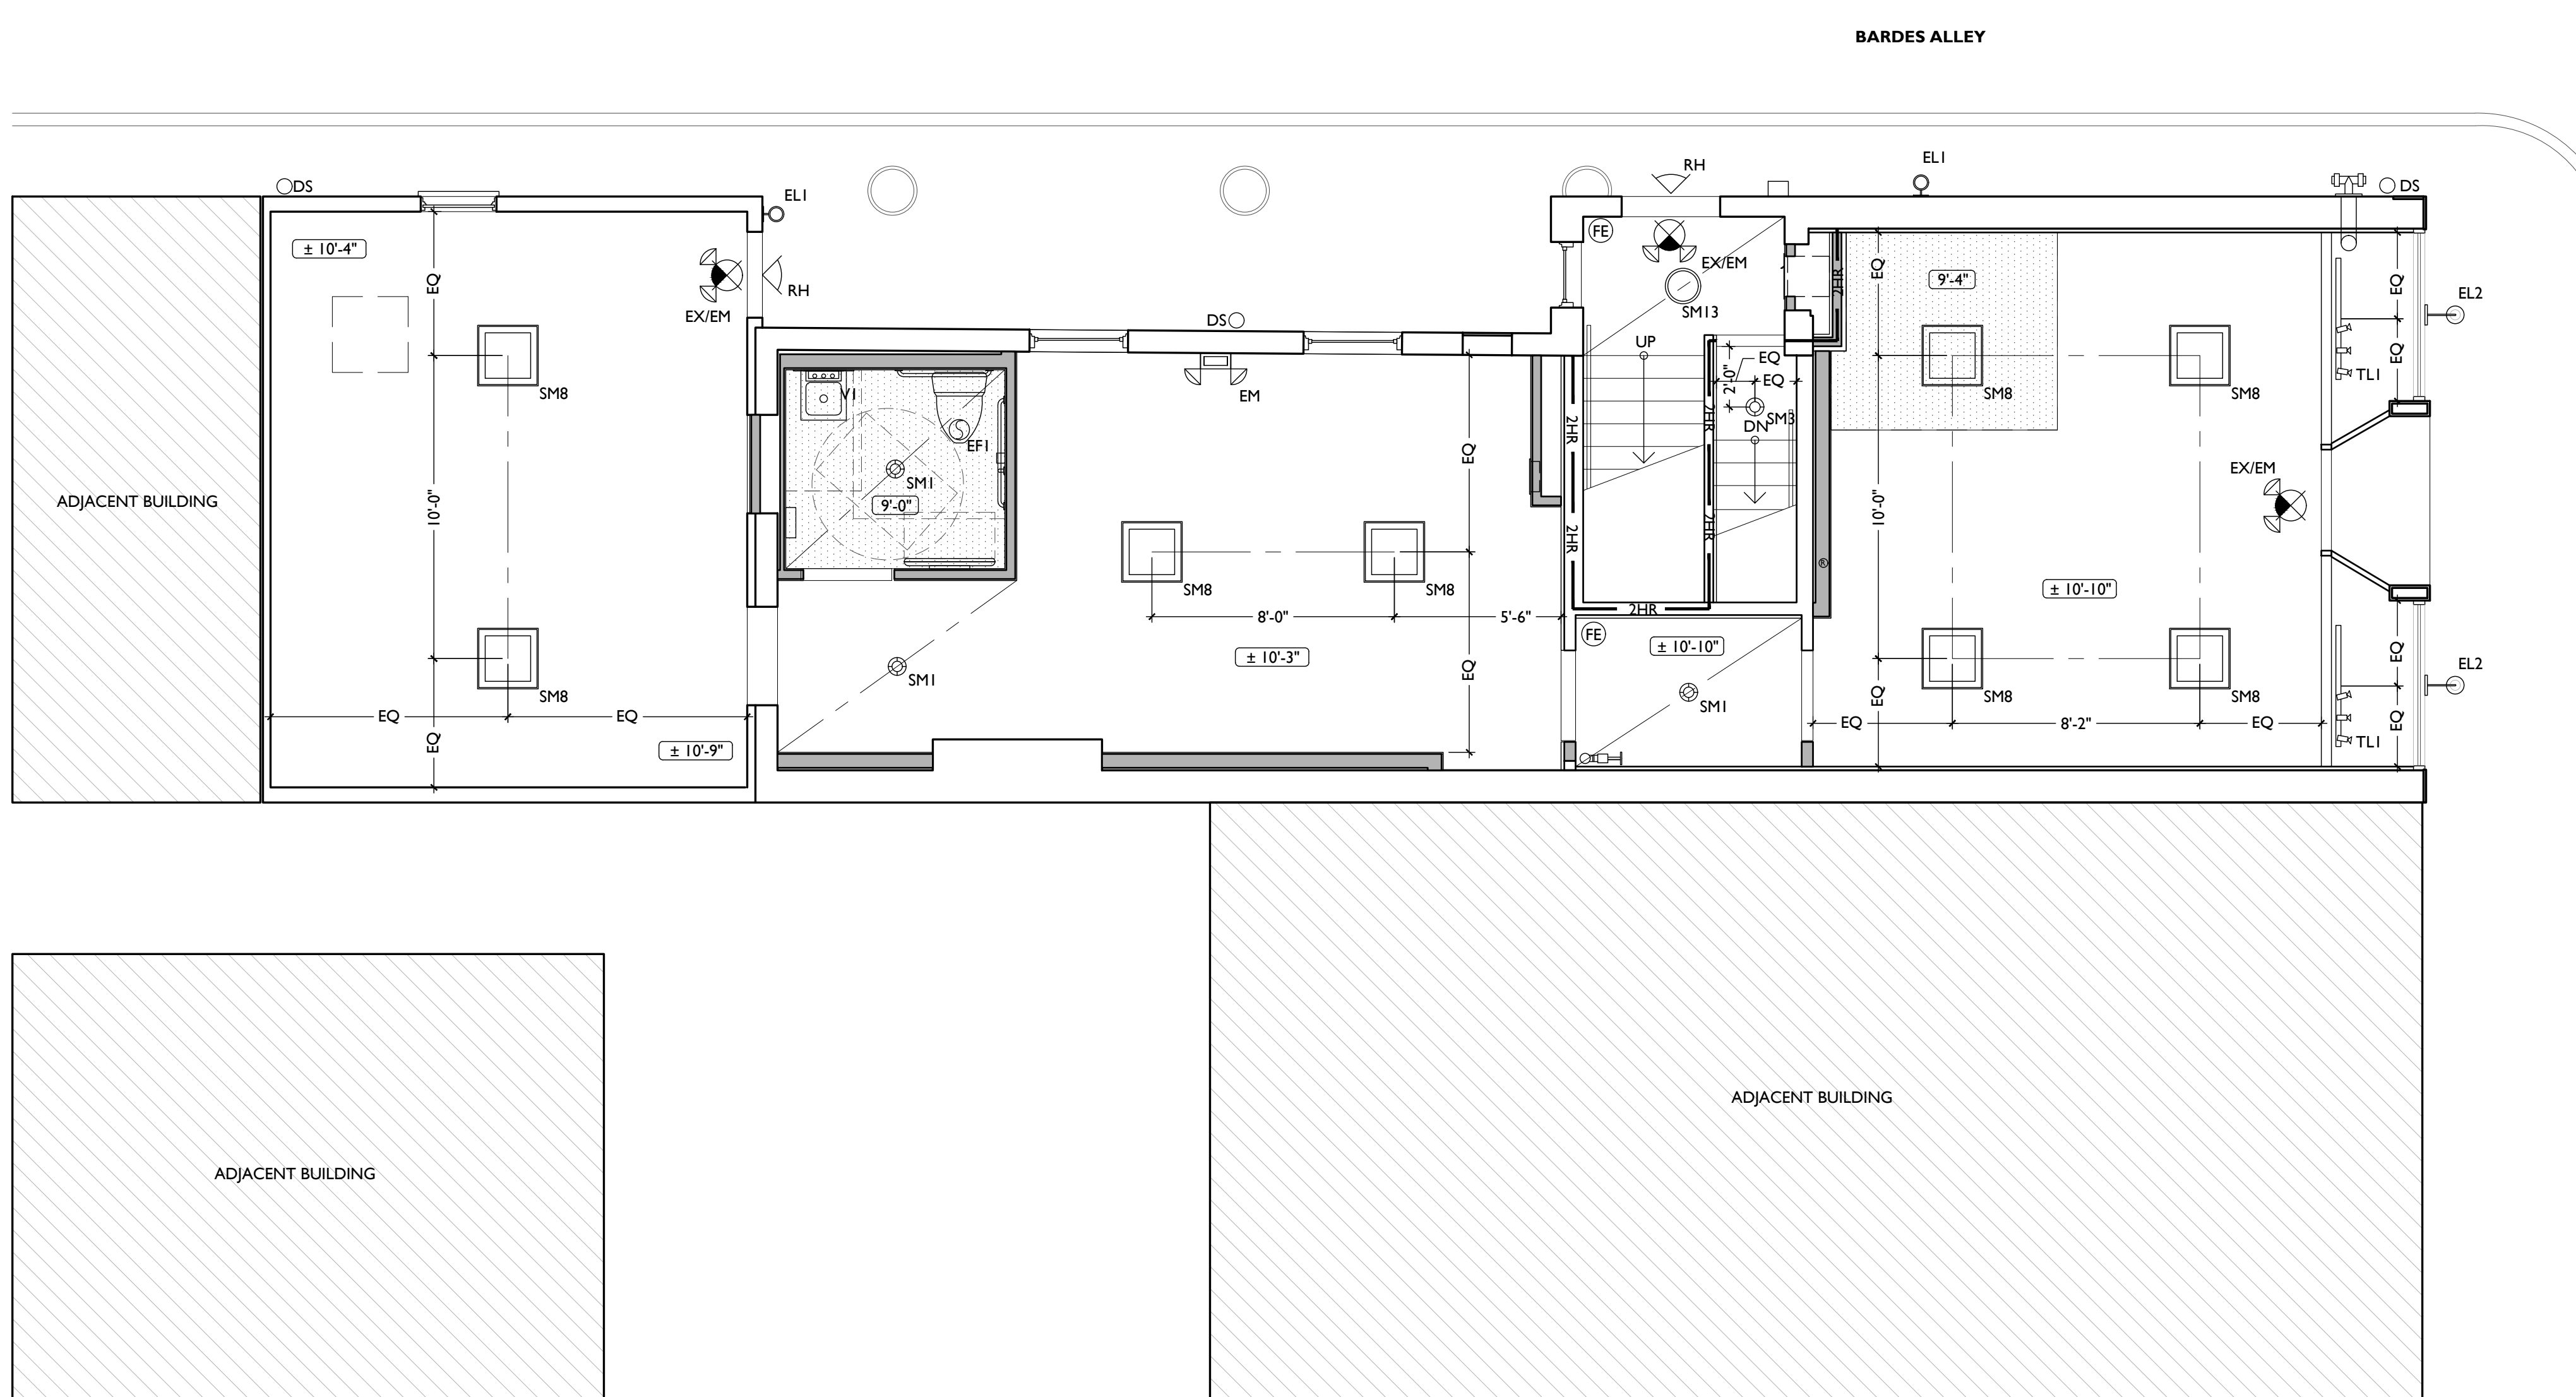 BARDES ALLEY
EL1
RH
DS
EL1
DS
FE
± 10'-4"
EX/EM
2HR
9'-4"
EQ
EQ
EQ
RH
EX/EM
EL2
SM13
DS
UP
EQ
EQ
2'-0"
EQ
TL1
SM8
EM
V1
SM8
SM8
2HR
2HR
SM3
DN
EF1
EQ
EX/EM
SM1
9'-0"
ADJACENT BUILDING
10'-0"
10'-0"
2HR
2HR
SM8
SM8
± 10'-10"
2HR
8'-0"
5'-6"
FE
± 10'-10"
± 10'-3"
EQ
EQ
EL2
SM1
EQ
SM8
SM1
SM8
SM8
EQ
EQ
EQ
8'-2"
EQ
EQ
EQ
TL1
± 10'-9"
ADJACENT BUILDING
ADJACENT BUILDING